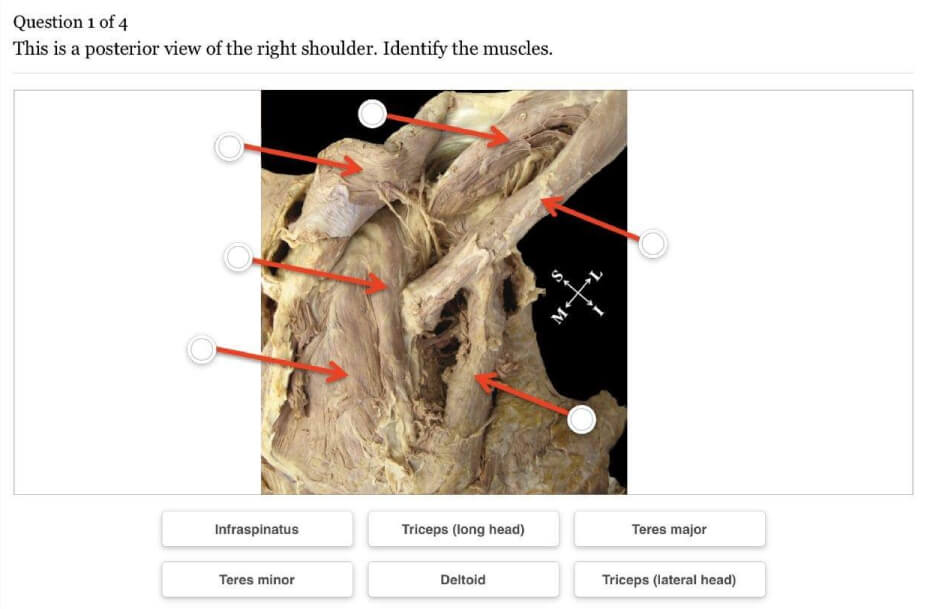 Question 1 of 4
This is a posterior view of the right shoulder. Identify the muscles.
S L
M I
Infraspinatus Triceps (long head) Teres major
Teres minor Deltoid Triceps (lateral head)